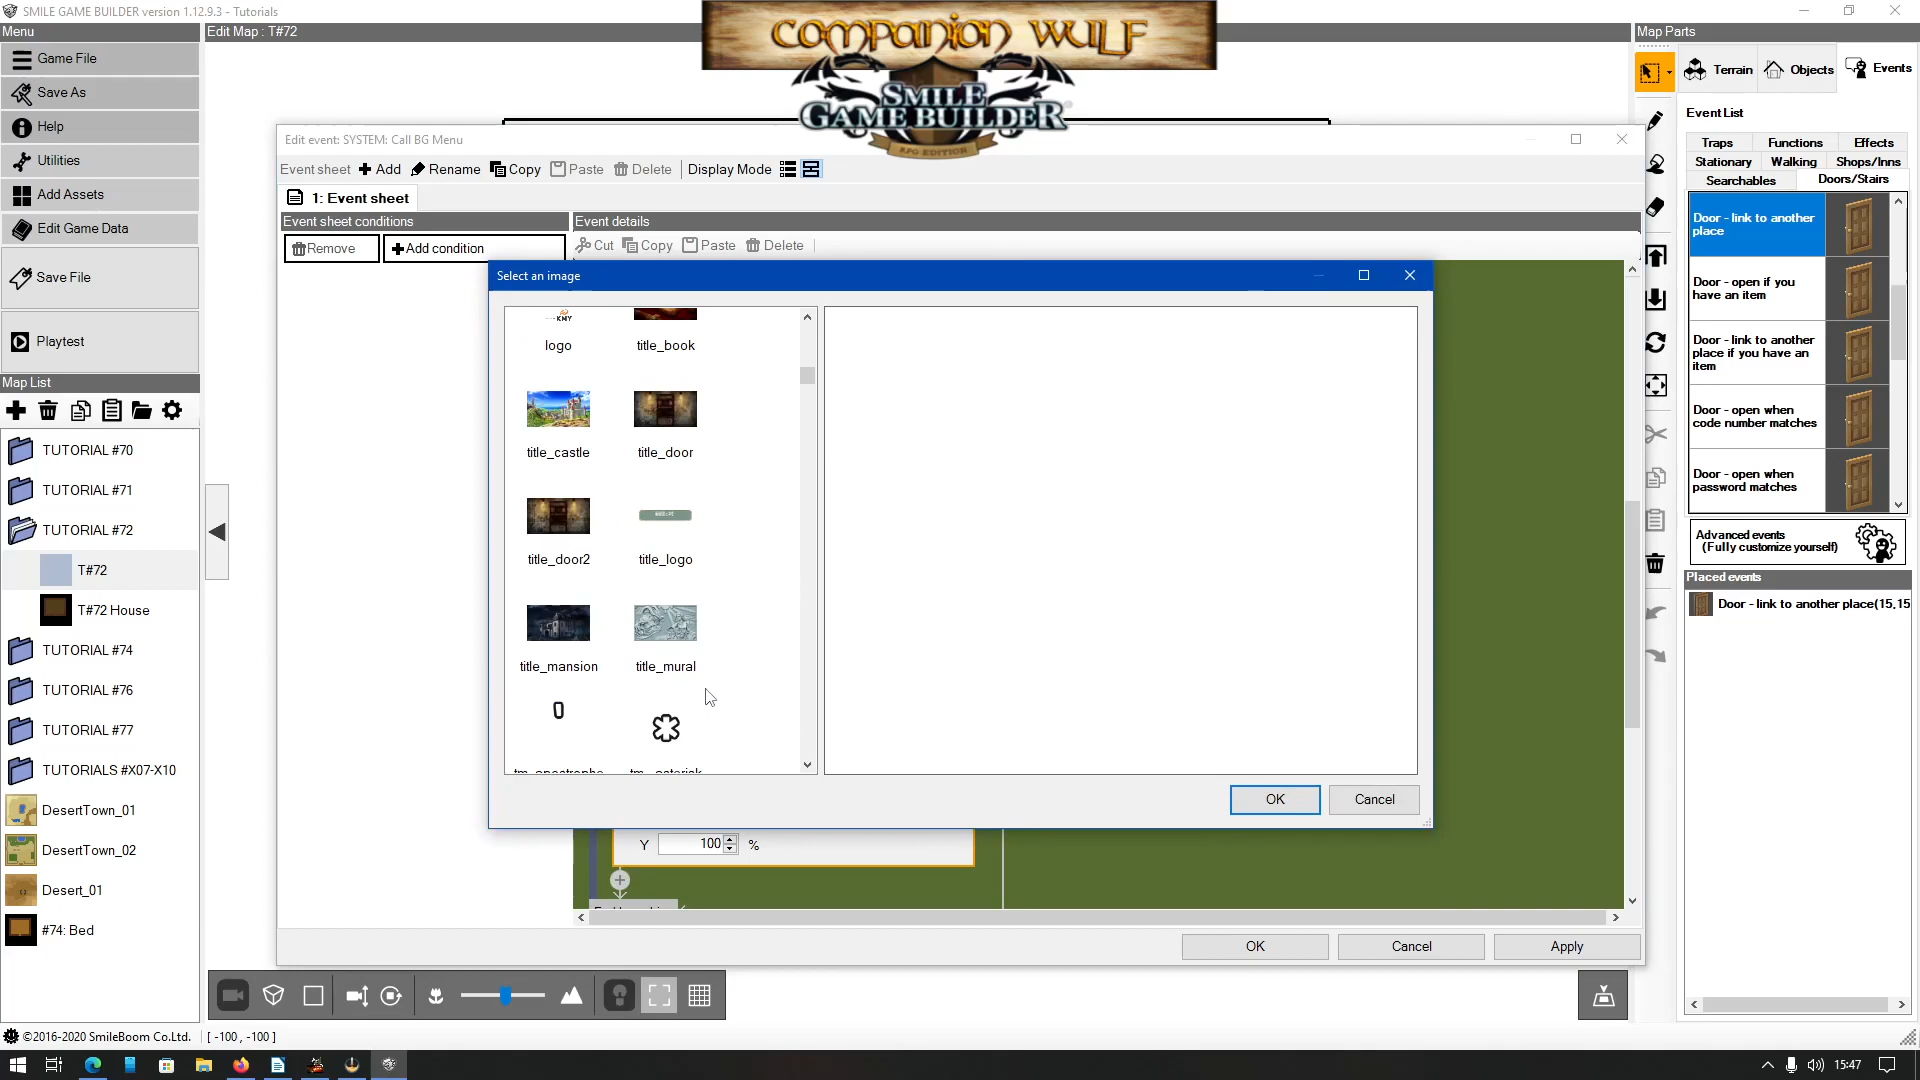 SMILE GAME BUILDER version 1.12.9.3 - Tutorials
Menu
Game File
Save As
Help
Utilities
Add Assets
Edit Game Data
Save File
Playtest
Map List
TUTORIAL #70
TUTORIAL #71
TUTORIAL #72
T#72
T#72 House
TUTORIAL #74
TUTORIAL #76
TUTORIAL #77
TUTORIALS #X07-X10
DesertTown_01
DesertTown_02
Desert_01
#74: Bed
©2016-2020 SmileBoom Co.Ltd.
[ -100 , -100 ]
Edit Map : T#72
COMPANION WULF
SMILE
GAME BUILDER
RPG EDITION
Edit event: SYSTEM: Call BG Menu
Event sheet Add Rename Copy Paste Delete Display Mode
1: Event sheet
Event sheet conditions
Remove
Add condition
Event details
Cut Copy Paste Delete
Select an image
KMY
logo
title_book
title_castle
title_door
title_door2
title_logo
title_mansion
title_mural
OK
Cancel
Y 100 %
OK
Cancel
Apply
Map Parts
Terrain
Objects
Events
Event List
Traps Functions Effects
Stationary Walking Shops/Inns
Searchables Doors/Stairs
Door - link to another
place
Door - open if you
have an item
Door - link to another
place if you have an
item
Door - open when
code number matches
Door - open when
password matches
Advanced events
(Fully customize yourself)
Placed events
Door - link to another place(15,15
15:47